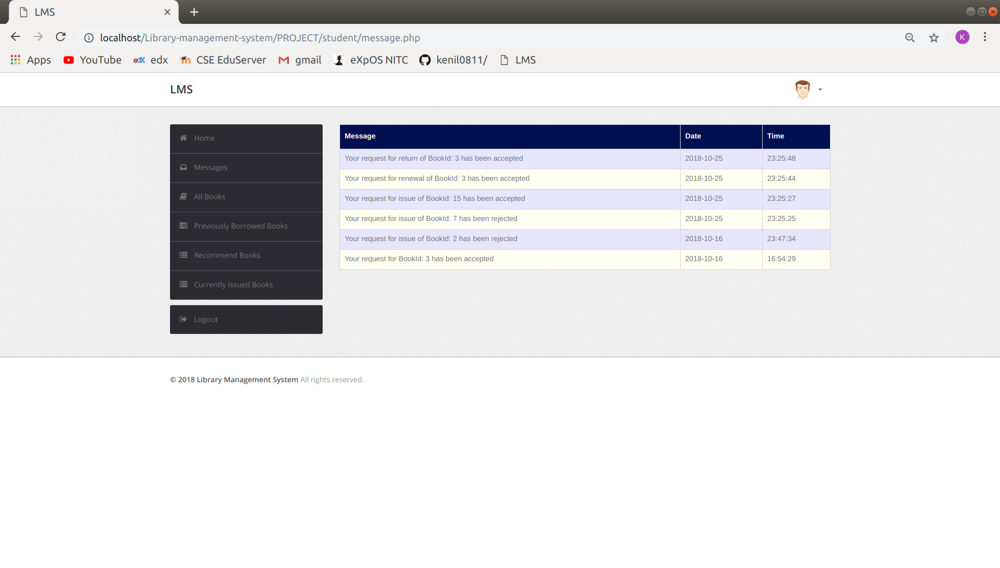 LMS
localhost/Library-management-system/PROJECT/student/message.php
K
Apps YouTube edx CSE EduServer gmail eXpOS NITC kenil0811/ LMS
LMS
Home
Messages
All Books
Previously Borrowed Books
Recommend Books
Currently Issued Books
Logout
Message Date Time
Your request for return of BookId: 3 has been accepted 2018-10-25 23:25:48
Your request for renewal of BookId: 3 has been accepted 2018-10-25 23:25:44
Your request for issue of BookId: 15 has been accepted 2018-10-25 23:25:27
Your request for issue of BookId: 7 has been rejected 2018-10-25 23:25:25
Your request for issue of BookId: 2 has been rejected 2018-10-16 23:47:34
Your request for BookId: 3 has been accepted 2018-10-16 16:54:29
© 2018 Library Management System All rights reserved.